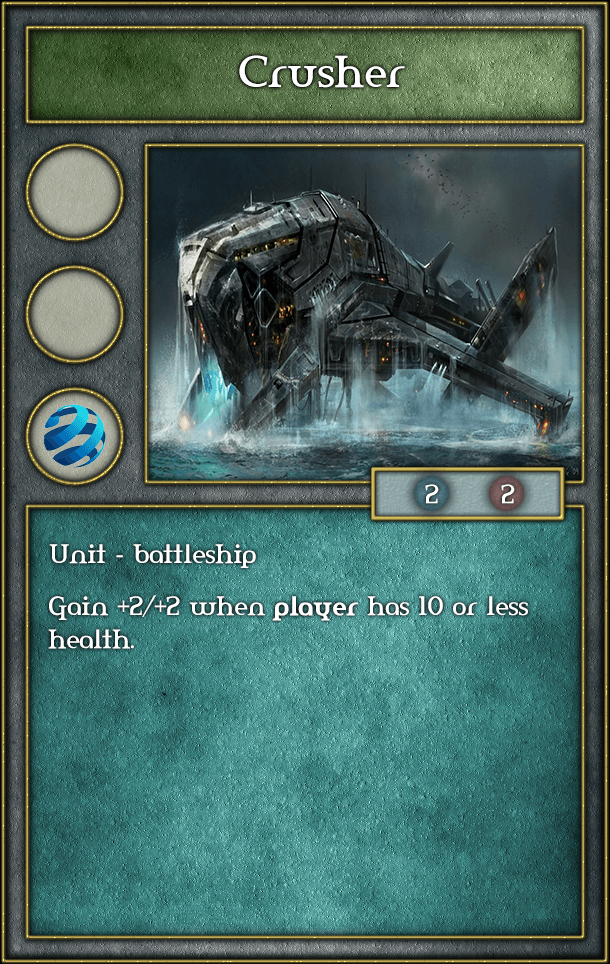 Crusher
2 2
Unit - battleship
Gain +2/+2 when player has 10 or less
health.